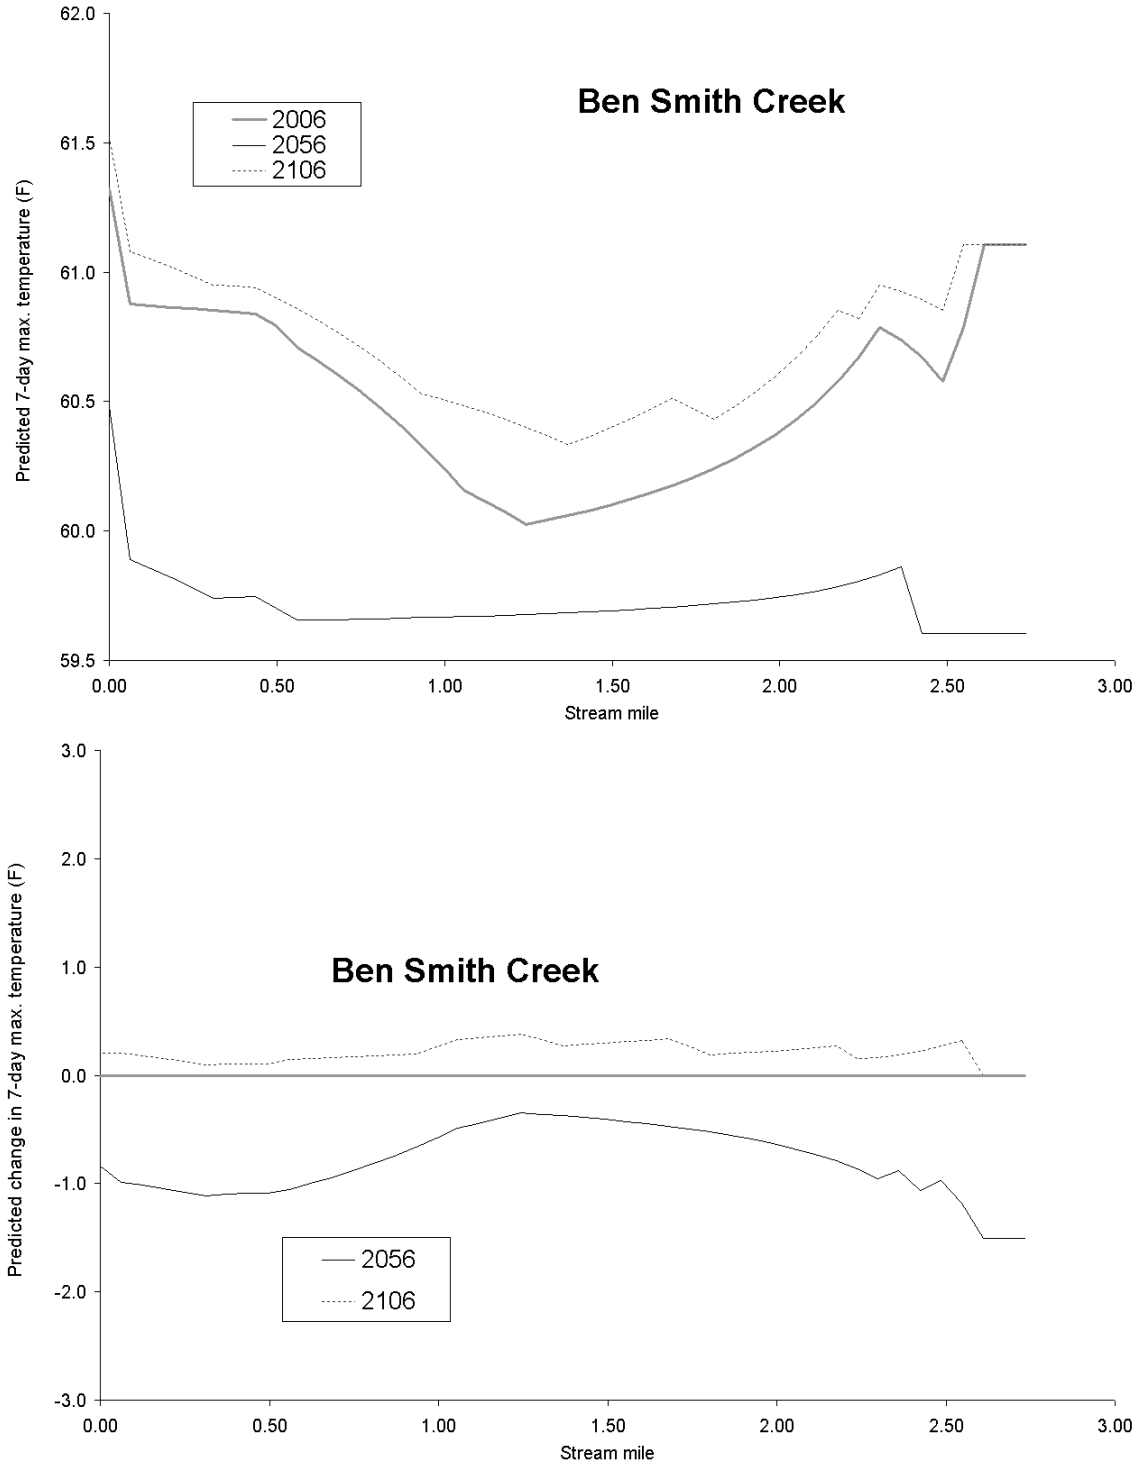 62.0
Ben Smith Creek
2006
2056
2106
61.5
61.0
60.5
60.0
59.5
Predicted 7-day max. temperature (F)
0.00 0.50 1.00 1.50 2.00 2.50 3.00
Stream mile
3.0
2.0
1.0
Ben Smith Creek
0.0
-1.0
2056
2106
-2.0
-3.0
Predicted change in 7-day max. temperature (F)
0.00 0.50 1.00 1.50 2.00 2.50 3.00
Stream mile